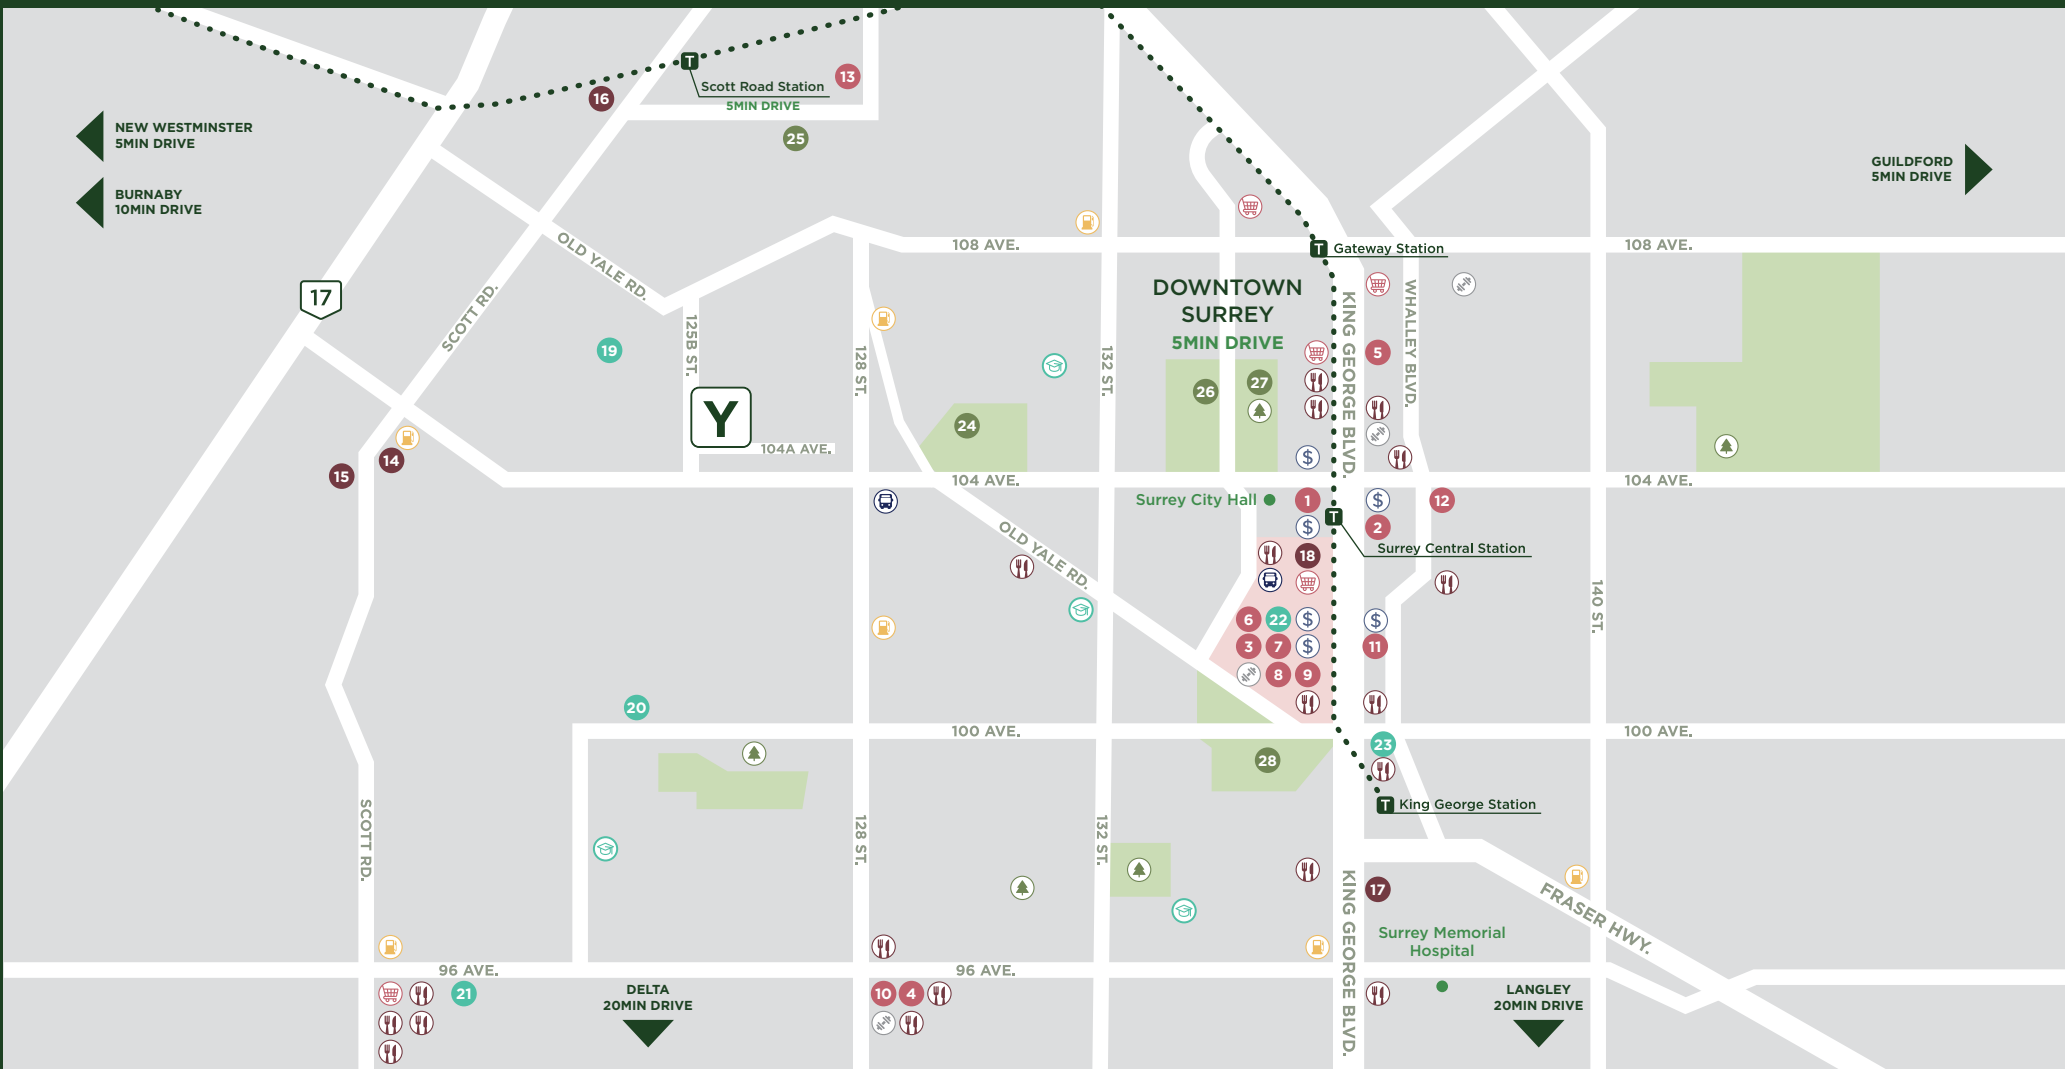 T
Scott Road Station
5MIN DRIVE
13
16
25
NEW WESTMINSTER
5MIN DRIVE
BURNABY
10MIN DRIVE
GUILDFORD
5MIN DRIVE
108 AVE.
T
Gateway Station
108 AVE.
OLD YALE RD.
17
SCOTT RD.
DOWNTOWN
SURREY
5MIN DRIVE
KING GEORGE BLVD.
WHALLEY BLVD.
125B ST.
128 ST.
132 ST.
19
5
26
27
Y
24
104A AVE.
$
14
15
104 AVE.
104 AVE.
Surrey City Hall
1
$
12
T
$
2
OLD YALE RD.
18
Surrey Central Station
140 ST.
6
22
$
$
3
7
$
11
8
9
20
100 AVE.
100 AVE.
23
28
T
King George Station
SCOTT RD.
128 ST.
132 ST.
KING GEORGE BLVD.
17
FRASER HWY.
Surrey Memorial
Hospital
96 AVE.
96 AVE.
21
DELTA
20MIN DRIVE
10
4
LANGLEY
20MIN DRIVE